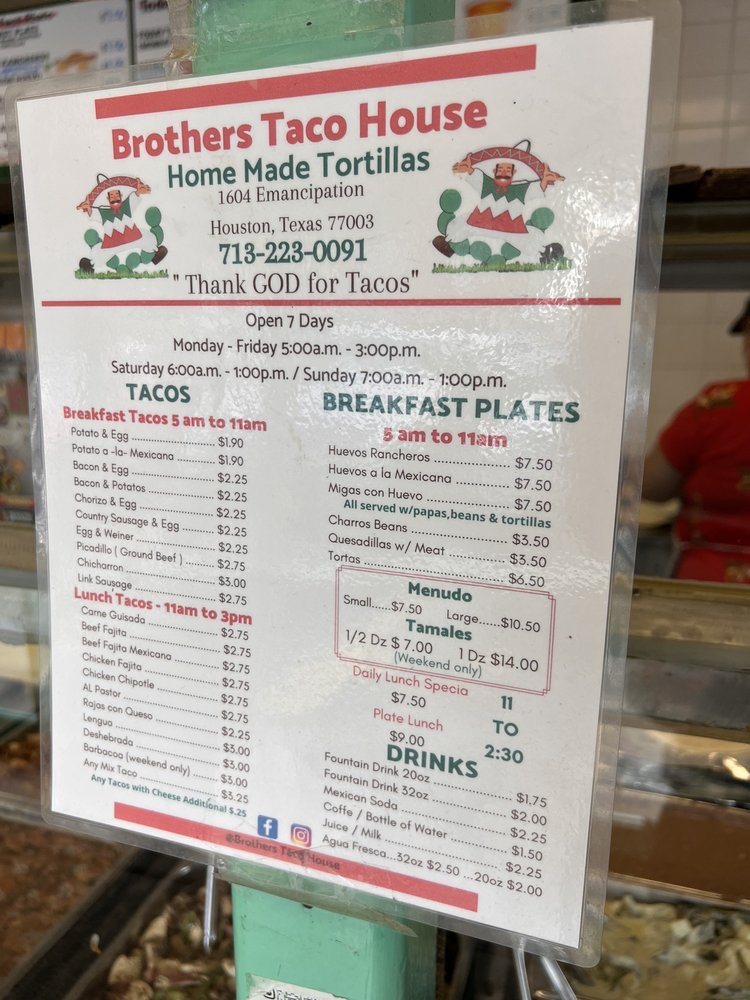 Brothers Taco House
Home Made Tortillas
1604 Emancipation
Houston, Texas 77003
713-223-0091
" Thank GOD for Tacos"
Open 7 Days
Monday - Friday 5:00a.m. - 3:00p.m.
Saturday 6:00a.m. - 1:00p.m. / Sunday 7:00a.m. - 1:00p.m.
TACOS
Breakfast Tacos 5 am to 11am
Potato & Egg ........................ $1.90
Potato a -la- Mexicana ............ $1.90
Bacon & Egg ........................ $2.25
Bacon & Potatos .................... $2.25
Chorizo & Egg ...................... $2.25
Country Sausage & Egg .......... $2.25
Egg & Weiner ...................... $2.25
Picadillo ( Ground Beef ) ........ $2.75
Chicharron .......................... $3.00
Link Sausage ...................... $2.75
Lunch Tacos - 11am to 3pm
Carne Guisada ...................... $2.75
Beef Fajita .......................... $2.75
Beef Fajita Mexicana .............. $2.75
Chicken Fajita ...................... $2.75
Chicken Chipotle .................. $2.75
AL Pastor ............................ $2.75
Rajas con Queso .................. $2.25
Lengua .............................. $3.00
Deshebrada ........................ $3.00
Barbacoa (weekend only) ...... $3.00
Any Mix Taco ...................... $3.25
Any Tacos with Cheese Additional $.25
BREAKFAST PLATES
5 am to 11am
Huevos Rancheros .................... $7.50
Huevos a la Mexicana .............. $7.50
Migas con Huevo .................... $7.50
All served w/papas,beans & tortillas
Charros Beans ........................ $3.50
Quesadillas w/ Meat ................ $3.50
Tortas .................................. $6.50
Menudo
Small......$7.50 Large......$10.50
Tamales
1/2 Dz $ 7.00 1 Dz $14.00
(Weekend only)
Daily Lunch Specia
$7.50
Plate Lunch
$9.00
11
TO
2:30
DRINKS
Fountain Drink 20oz .................. $1.75
Fountain Drink 32oz .................. $2.00
Mexican Soda .......................... $2.25
Coffe / Bottle of Water .............. $1.50
Juice / Milk ............................ $2.25
Agua Fresca...32oz $2.50 ...20oz $2.00
@Brothers Taco House